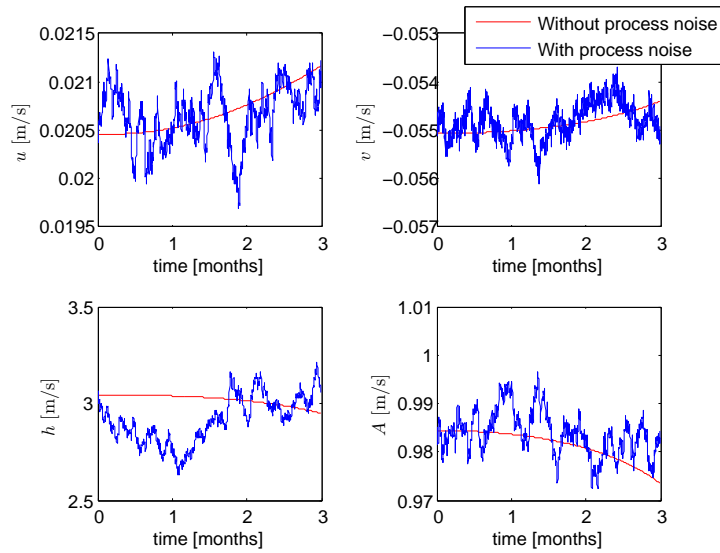 Without process noise
With process noise
0.0215
0.021
0.0205
0.02
0.0195
u [m/s]
0 1 2 3
time [months]
−0.053
−0.054
−0.055
−0.056
−0.057
v [m/s]
0 1 2 3
time [months]
3.5
3
2.5
h [m/s]
0 1 2 3
time [months]
1.01
1
0.99
0.98
0.97
A [m/s]
0 1 2 3
time [months]